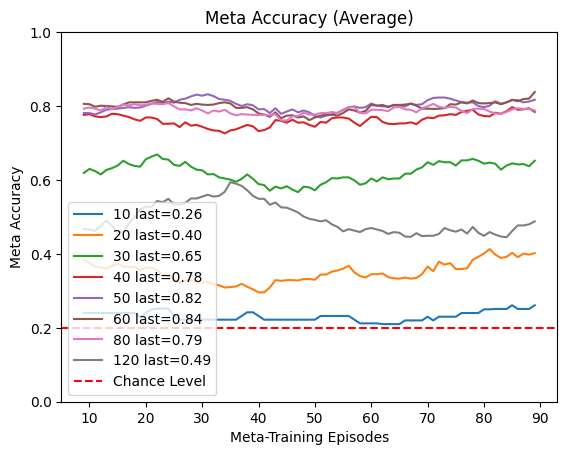 Meta Accuracy (Average)
1.0
0.8
0.6
0.4
0.2
0.0
Meta Accuracy
10 last=0.26
20 last=0.40
30 last=0.65
40 last=0.78
50 last=0.82
60 last=0.84
80 last=0.79
120 last=0.49
Chance Level
10 20 30 40 50 60 70 80 90
Meta-Training Episodes